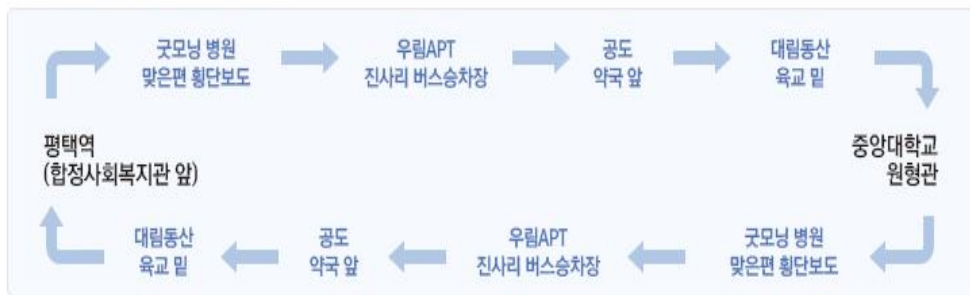 굿모닝 병원
맞은편 횡단보도
우림APT
진사리 버스승차장
공도
약국 앞
대림동산
육교 밑
평택역
(합정사회복지관 앞)
중앙대학교
원형관
대림동산
육교 밑
공도
약국 앞
우림APT
진사리 버스승차장
굿모닝 병원
맞은편 횡단보도